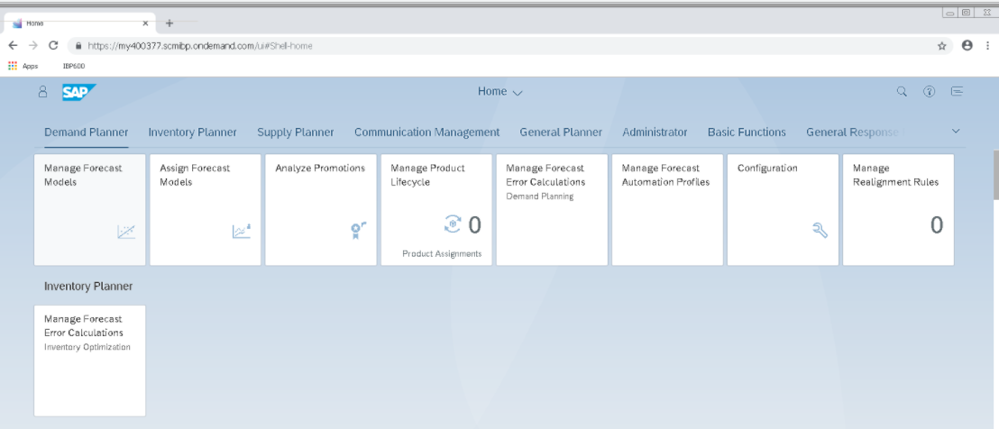 Home
https://my400377.scmibp.ondemand.com/ui#Shell-home
Apps IBP600
SAP Home
Demand Planner Inventory Planner Supply Planner Communication Management General Planner Administrator Basic Functions General Response
Manage Forecast
Models
Assign Forecast
Models
Analyze Promotions
Manage Product
Lifecycle
0
Product Assignments
Manage Forecast
Error Calculations
Demand Planning
Manage Forecast
Automation Profiles
Configuration
Manage
Realignment Rules
0
Inventory Planner
Manage Forecast
Error Calculations
Inventory Optimization